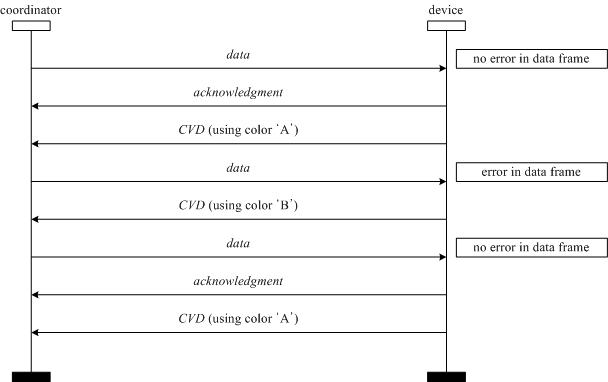 coordinator device
data
no error in data frame
acknowledgment
CVD (using color ‘A’)
data
error in data frame
CVD (using color ‘B’)
data
no error in data frame
acknowledgment
CVD (using color ‘A’)